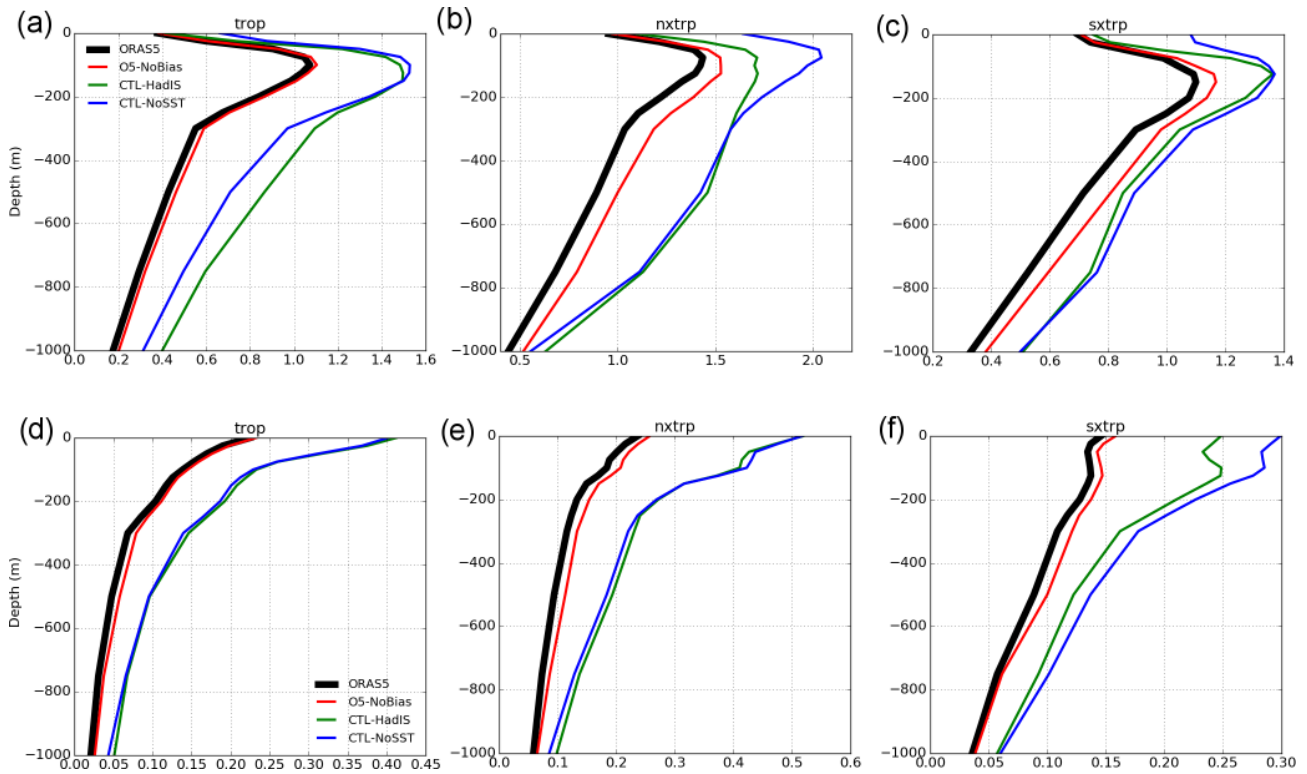 (a) trop
0
−200
−400
−600
−800
−1000
Depth (m)
ORAS5
O5-NoBias
CTL-HadIS
CTL-NoSST
0.0 0.2 0.4 0.6 0.8 1.0 1.2 1.4 1.6
(b) nxtrp
0
−200
−400
−600
−800
−1000
0.5 1.0 1.5 2.0
(c) sxtrp
0
−200
−400
−600
−800
−1000
0.2 0.4 0.6 0.8 1.0 1.2 1.4
(d) trop
0
−200
−400
−600
−800
−1000
Depth (m)
ORAS5
O5-NoBias
CTL-HadIS
CTL-NoSST
0.00 0.05 0.10 0.15 0.20 0.25 0.30 0.35 0.40 0.45
(e) nxtrp
0
−200
−400
−600
−800
−1000
0.0 0.1 0.2 0.3 0.4 0.5 0.6
(f) sxtrp
0
−200
−400
−600
−800
−1000
0.00 0.05 0.10 0.15 0.20 0.25 0.30